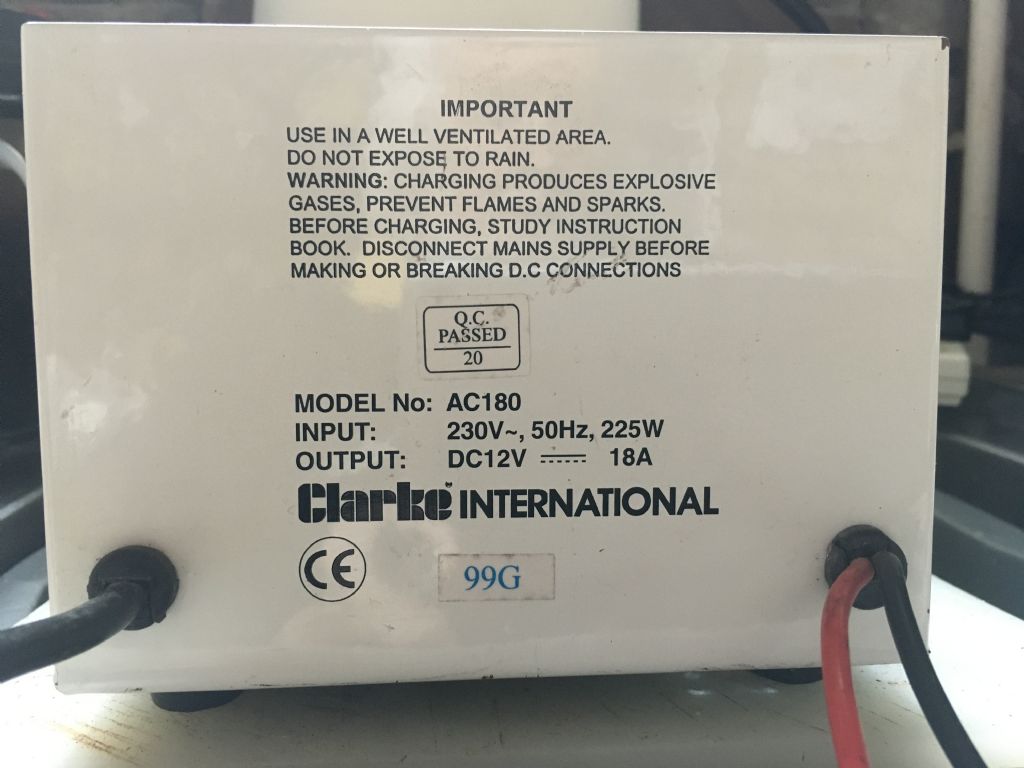 IMPORTANT
USE IN A WELL VENTILATED AREA.
DO NOT EXPOSE TO RAIN.
WARNING: CHARGING PRODUCES EXPLOSIVE
GASES, PREVENT FLAMES AND SPARKS.
BEFORE CHARGING, STUDY INSTRUCTION
BOOK. DISCONNECT MAINS SUPPLY BEFORE
MAKING OR BREAKING D.C CONNECTIONS
Q.C.
PASSED
20
MODEL No: AC180
INPUT: 230V~, 50Hz, 225W
OUTPUT: DC12V ⎓ 18A
Clarke INTERNATIONAL
CE
99G